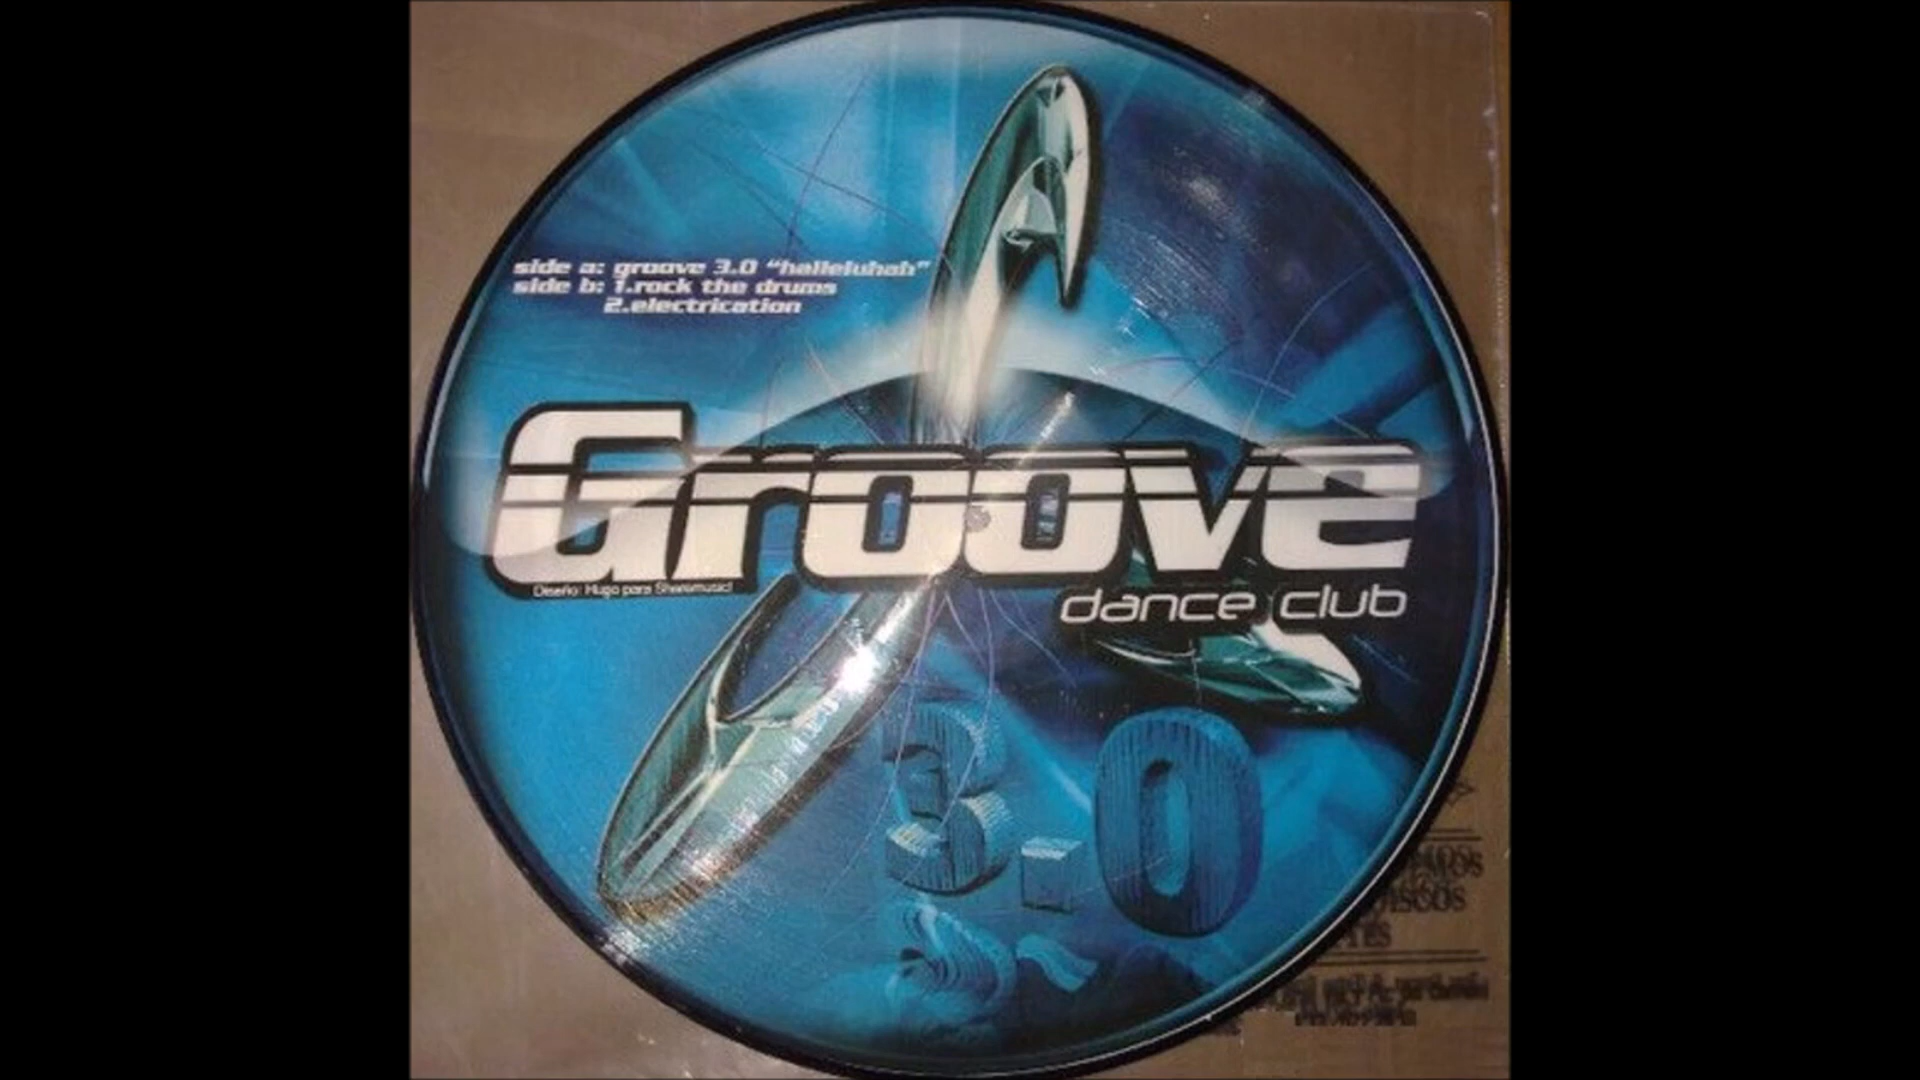 side a: groove 3.0 "halleluhah"
side b: 1.rock the drums
2.electrication
Groove
Diseño: Hugo para Sharemusic!
dance club
3.0
DISCOS